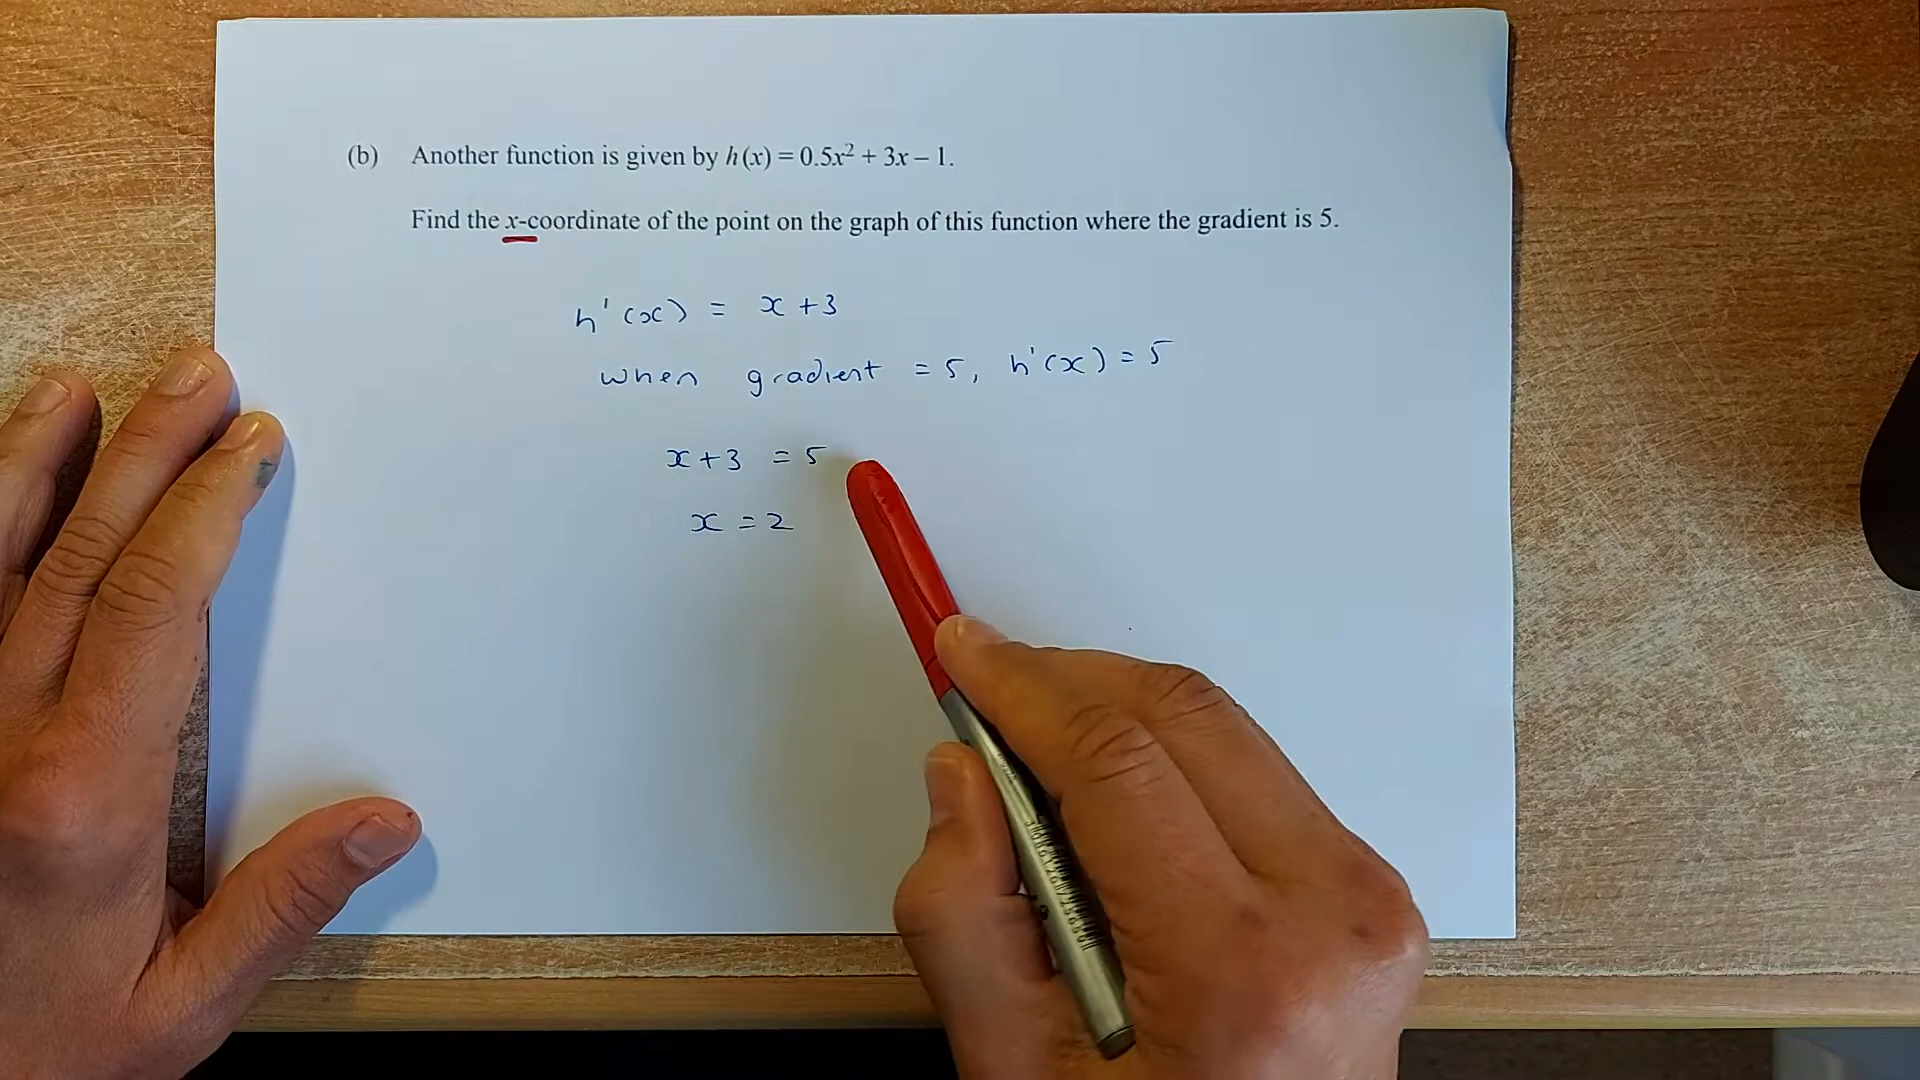 (b) Another function is given by h(x) = 0.5x² + 3x – 1.
Find the x-coordinate of the point on the graph of this function where the gradient is 5.
h'(x) = x +3
when gradient = 5, h'(x) = 5
x+3 = 5
x = 2